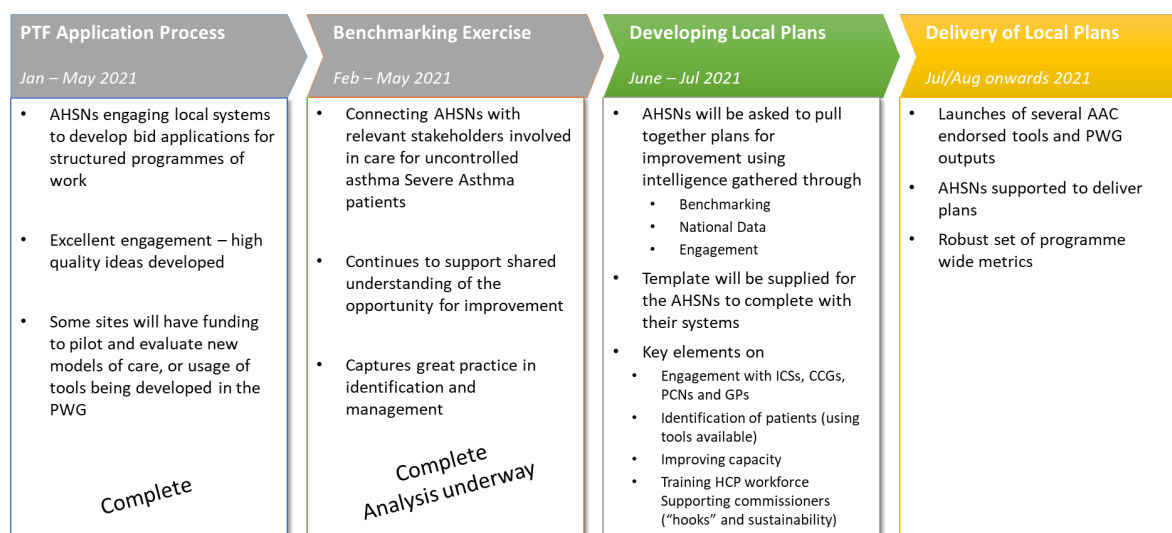 PTF Application Process
Jan – May 2021
• AHSNs engaging local systems
to develop bid applications for
structured programmes of
work
• Excellent engagement – high
quality ideas developed
• Some sites will have funding
to pilot and evaluate new
models of care, or usage of
tools being developed in the
PWG
Complete
Benchmarking Exercise
Feb – May 2021
• Connecting AHSNs with
relevant stakeholders involved
in care for uncontrolled
asthma Severe Asthma
patients
• Continues to support shared
understanding of the
opportunity for improvement
• Captures great practice in
identification and
management
Complete
Analysis underway
Developing Local Plans
June – Jul 2021
• AHSNs will be asked to pull
together plans for
improvement using
intelligence gathered through
• Benchmarking
• National Data
• Engagement
• Template will be supplied for
the AHSNs to complete with
their systems
• Key elements on
• Engagement with ICSs, CCGs,
PCNs and GPs
• Identification of patients (using
tools available)
• Improving capacity
• Training HCP workforce
Supporting commissioners
(“hooks” and sustainability)
Delivery of Local Plans
Jul/Aug onwards 2021
• Launches of several AAC
endorsed tools and PWG
outputs
• AHSNs supported to deliver
plans
• Robust set of programme
wide metrics